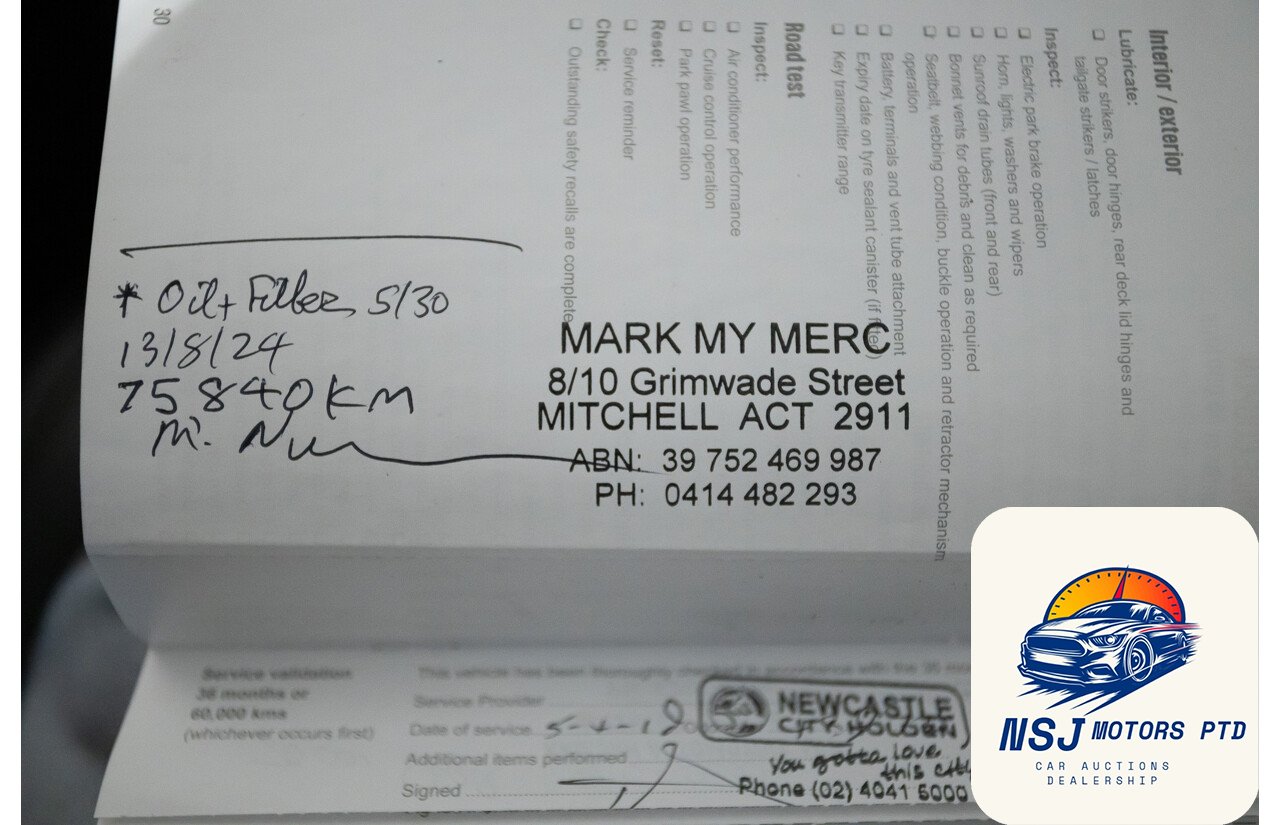 30
Interior / exterior
Lubricate:
Door strikers, door hinges, rear deck lid hinges and
tailgate strikers / latches
Inspect:
Electric park brake operation
Horn, lights, washers and wipers
Sunroof drain tubes (front and rear)
Bonnet vents for debris and clean as required
Seatbelt, webbing condition, buckle operation and retractor mechanism
operation
Battery, terminals and vent tube attachment
Expiry date on tyre sealant canister (if fitted)
Key transmitter range
Road test
Inspect:
Air conditioner performance
Cruise control operation
Park pawl operation
Reset:
Service reminder
Check:
Outstanding safety recalls are complete
* Oil + Filter 5/30
13/8/24
75840KM
MARK MY MERC
8/10 Grimwade Street
MITCHELL ACT 2911
ABN: 39 752 469 987
PH: 0414 482 293
Service validation
36 months or
60,000 kms
(whichever occurs first)
Service Provider
Date of service
Additional items performed
Signed
NEWCASTLE
CITY HOLDEN
You gotta love
this city
Phone (02) 4041 5000
NSJ MOTORS PTD
CAR AUCTIONS
DEALERSHIP